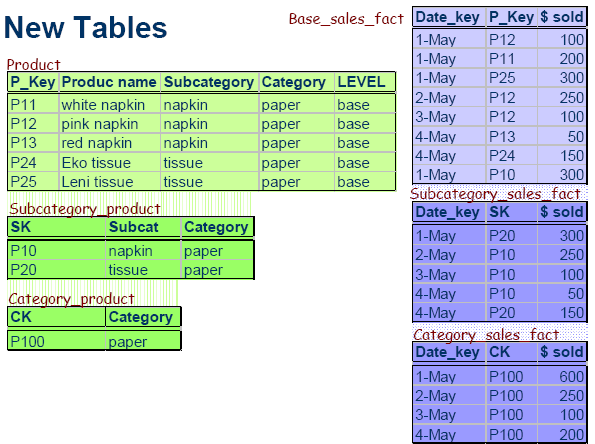 New Tables
Base_sales_fact
Date_key P_Key $ sold
1-May P12 100
1-May P11 200
1-May P25 300
2-May P12 250
3-May P12 100
4-May P13 50
4-May P24 150
1-May P10 300
Product
P_Key Produc name Subcategory Category LEVEL
P11 white napkin napkin paper base
P12 pink napkin napkin paper base
P13 red napkin napkin paper base
P24 Eko tissue tissue paper base
P25 Leni tissue tissue paper base
Subcategory_product
SK Subcat Category
P10 napkin paper
P20 tissue paper
Category_product
CK Category
P100 paper
Subcategory_sales_fact
Date_key SK $ sold
1-May P20 300
2-May P10 250
3-May P10 100
4-May P10 50
4-May P20 150
Category_sales_fact
Date_key CK $ sold
1-May P100 600
2-May P100 250
3-May P100 100
4-May P100 200